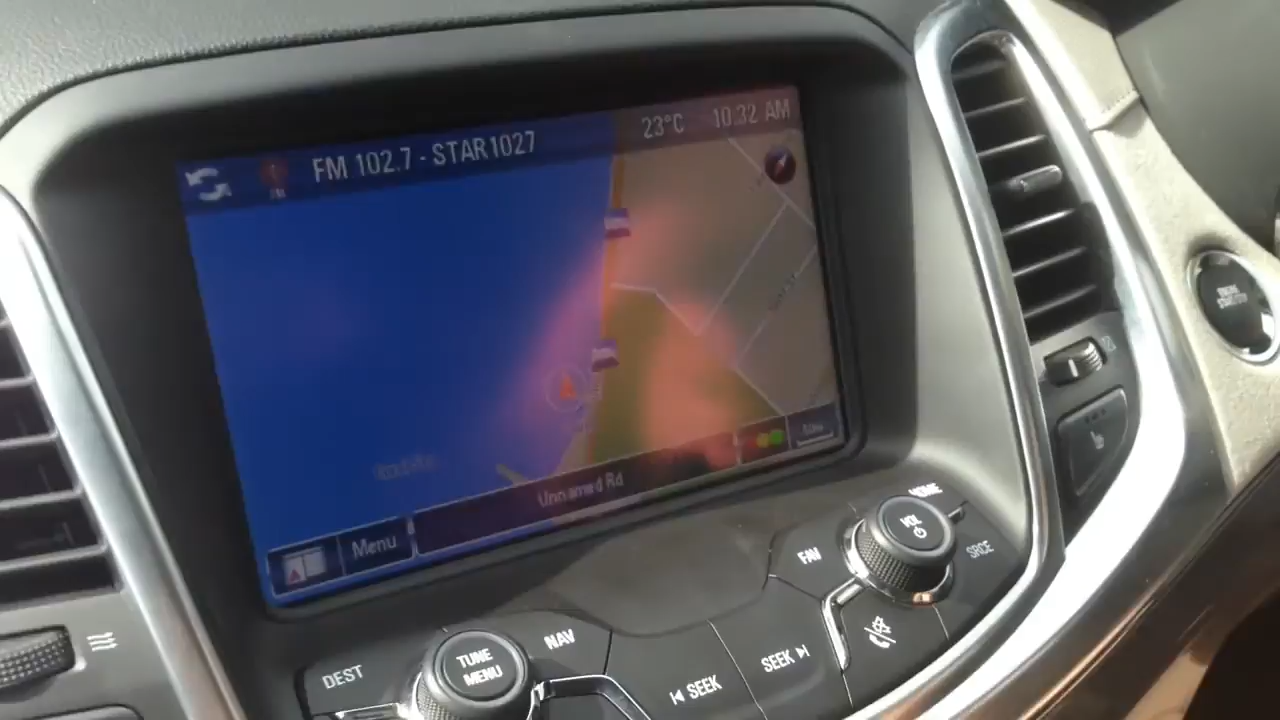 FM 102.7 - STAR1027
23°C
10.32 AM
Unnamed Rd
Menu
DEST
TUNE
MENU
NAV
SEEK
SEEK
FAV
VOL
HOME
SRCE